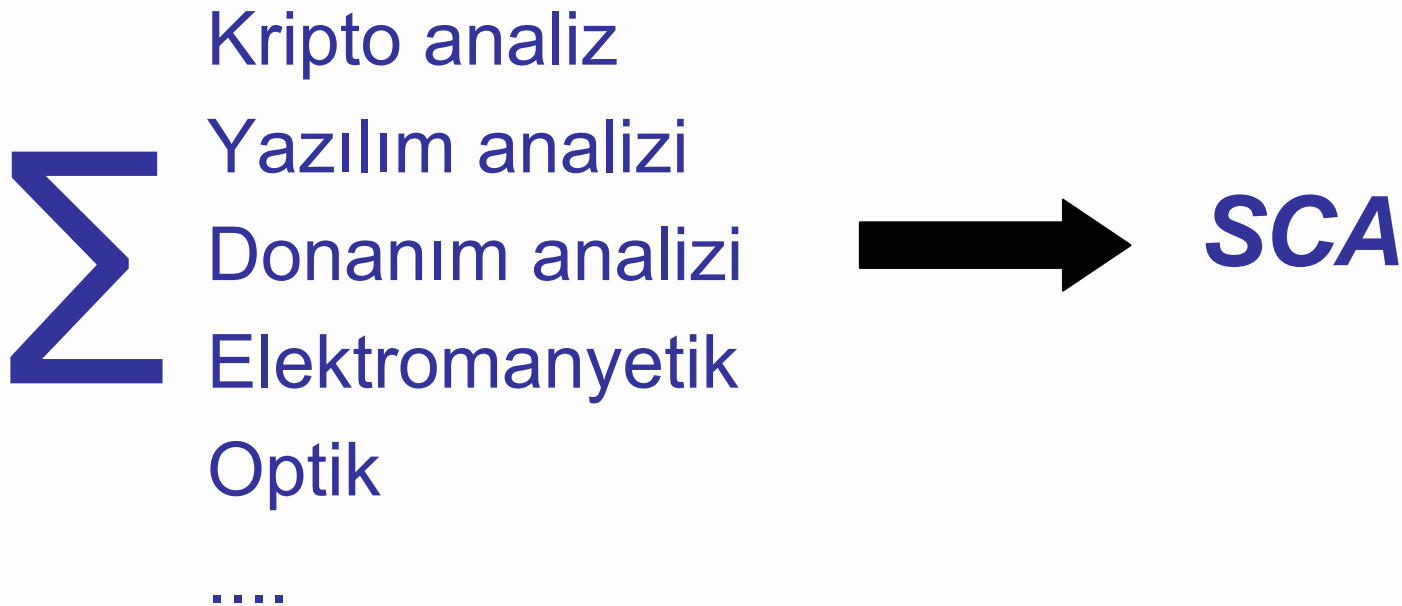 Kripto analiz
Yazılım analizi
Donanım analizi
Elektromanyetik
Optik
....
∑
SCA